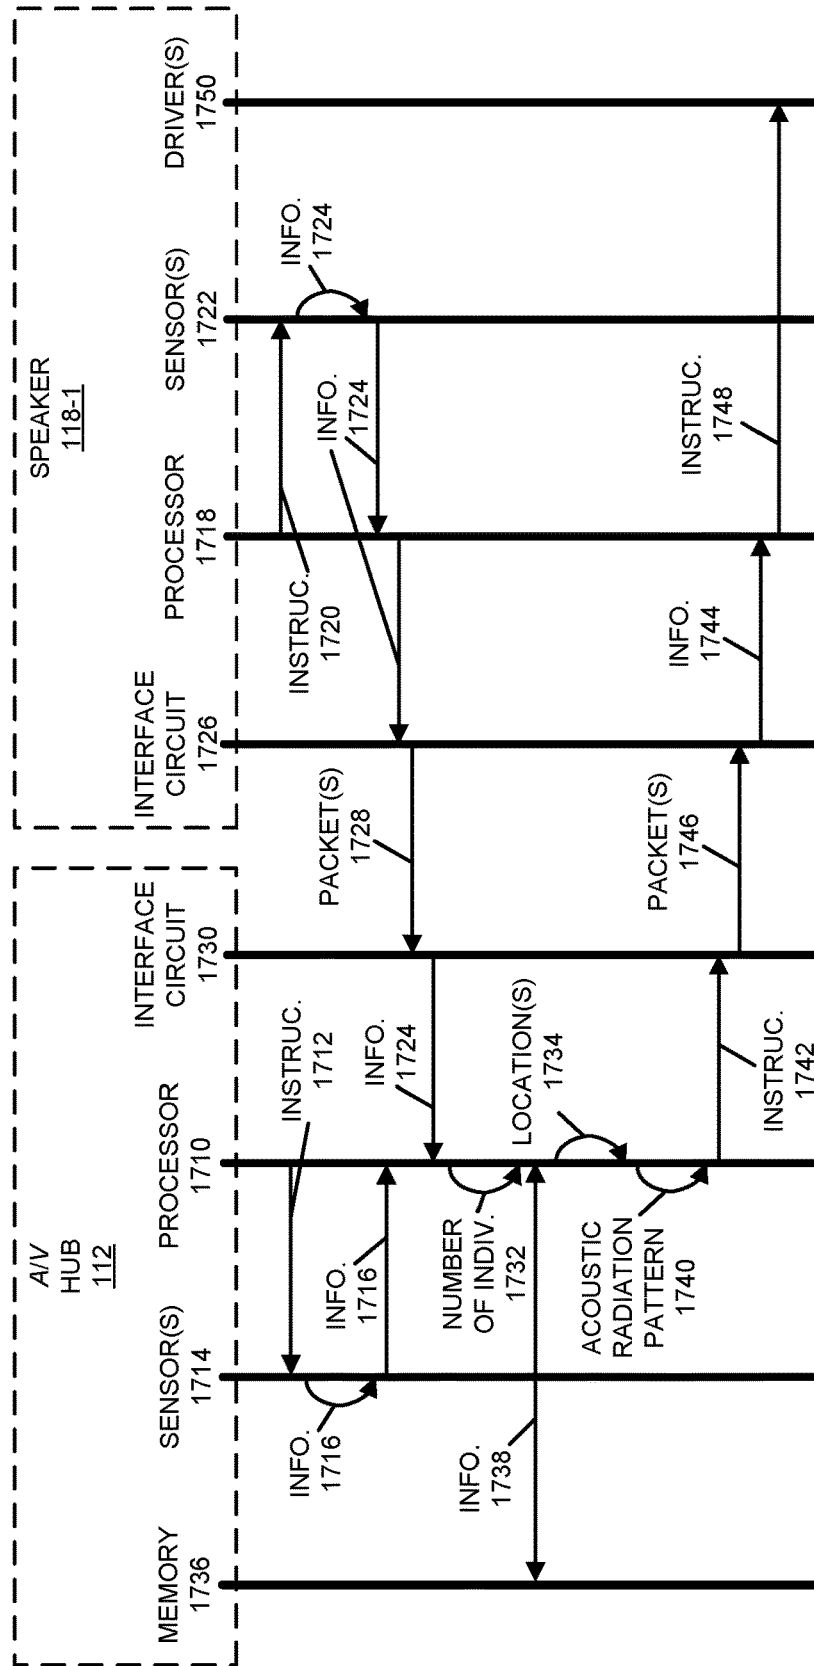 A/V
HUB
112
SPEAKER
118-1
MEMORY
1736
SENSOR(S)
1714
PROCESSOR
1710
INTERFACE
CIRCUIT
1730
INTERFACE
CIRCUIT
1726
PROCESSOR
1718
SENSOR(S)
1722
DRIVER(S)
1750
INFO.
1716
INSTRUC.
1712
INFO.
1716
INSTRUC.
1720
INFO.
1724
INFO.
1724
PACKET(S)
1728
INFO.
1724
NUMBER
OF INDIV.
1732
INFO.
1738
LOCATION(S)
1734
ACOUSTIC
RADIATION
PATTERN
1740
INSTRUC.
1742
PACKET(S)
1746
INFO.
1744
INSTRUC.
1748